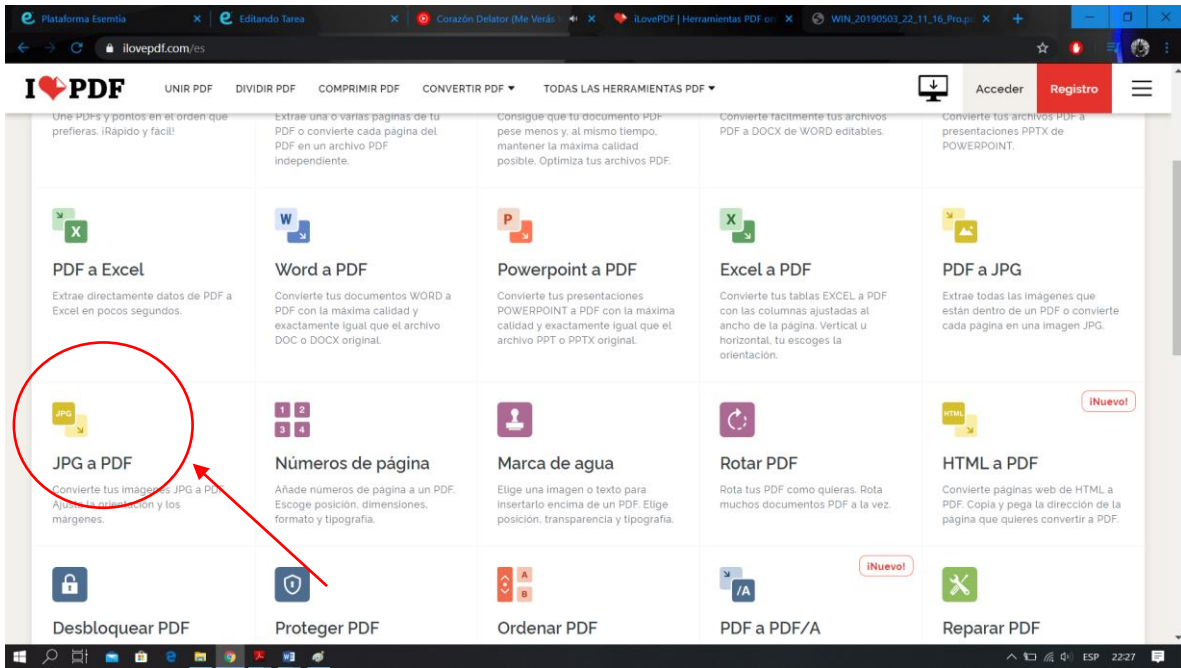 Plataforma Esemtia
Editando Tarea
Corazón Delator (Me Verás
iLovePDF | Herramientas PDF on
WIN_20190503_22_11_16_Pro.p
ilovepdf.com/es
I PDF
UNIR PDF
DIVIDIR PDF
COMPRIMIR PDF
CONVERTIR PDF
TODAS LAS HERRAMIENTAS PDF
Acceder
Registro
Une PDFs y ponlos en el orden que
prefieras. ¡Rápido y fácil!
Extrae una o varias páginas de tu
PDF o convierte cada página del
PDF en un archivo PDF
independiente.
Consigue que tu documento PDF
pese menos y, al mismo tiempo,
mantener la máxima calidad
posible. Optimiza tus archivos PDF.
Convierte fácilmente tus archivos
PDF a DOCX de WORD editables.
Convierte tus archivos PDF a
presentaciones PPTX de
POWERPOINT.
X
PDF a Excel
Extrae directamente datos de PDF a
Excel en pocos segundos.
W
Word a PDF
Convierte tus documentos WORD a
PDF con la máxima calidad y
exactamente igual que el archivo
DOC o DOCX original.
P
Powerpoint a PDF
Convierte tus presentaciones
POWERPOINT a PDF con la máxima
calidad y exactamente igual que el
archivo PPT o PPTX original.
X
Excel a PDF
Convierte tus tablas EXCEL a PDF
con las columnas ajustadas al
ancho de la página. Vertical u
horizontal, tu escoges la
orientación.
PDF a JPG
Extrae todas las imágenes que
están dentro de un PDF o convierte
cada página en una imagen JPG.
JPG
JPG a PDF
Convierte tus imágenes JPG a PDF.
Ajusta la orientación y los
márgenes.
1 2
3 4
Números de página
Añade números de página a un PDF.
Escoge posición, dimensiones,
formato y tipografía.
Marca de agua
Elige una imagen o texto para
insertarlo encima de un PDF. Elige
posición, transparencia y tipografía.
Rotar PDF
Rota tus PDF como quieras. Rota
muchos documentos PDF a la vez.
¡Nuevo!
HTML
HTML a PDF
Convierte páginas web de HTML a
PDF. Copia y pega la dirección de la
página que quieres convertir a PDF.
Desbloquear PDF
Proteger PDF
A
B
Ordenar PDF
¡Nuevo!
/A
PDF a PDF/A
Reparar PDF
ESP
22:27